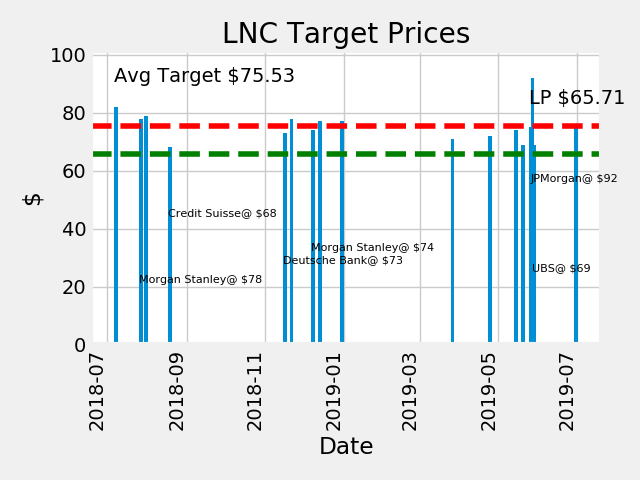 LNC Target Prices
100
Avg Target $75.53
LP $65.71
80
60
JPMorgan@ $92
Credit Suisse@ $68
$
40
Morgan Stanley@ $74
Deutsche Bank@ $73
UBS@ $69
Morgan Stanley@ $78
20
0
2018-07
2018-09
2018-11
2019-01
2019-03
2019-05
2019-07
Date